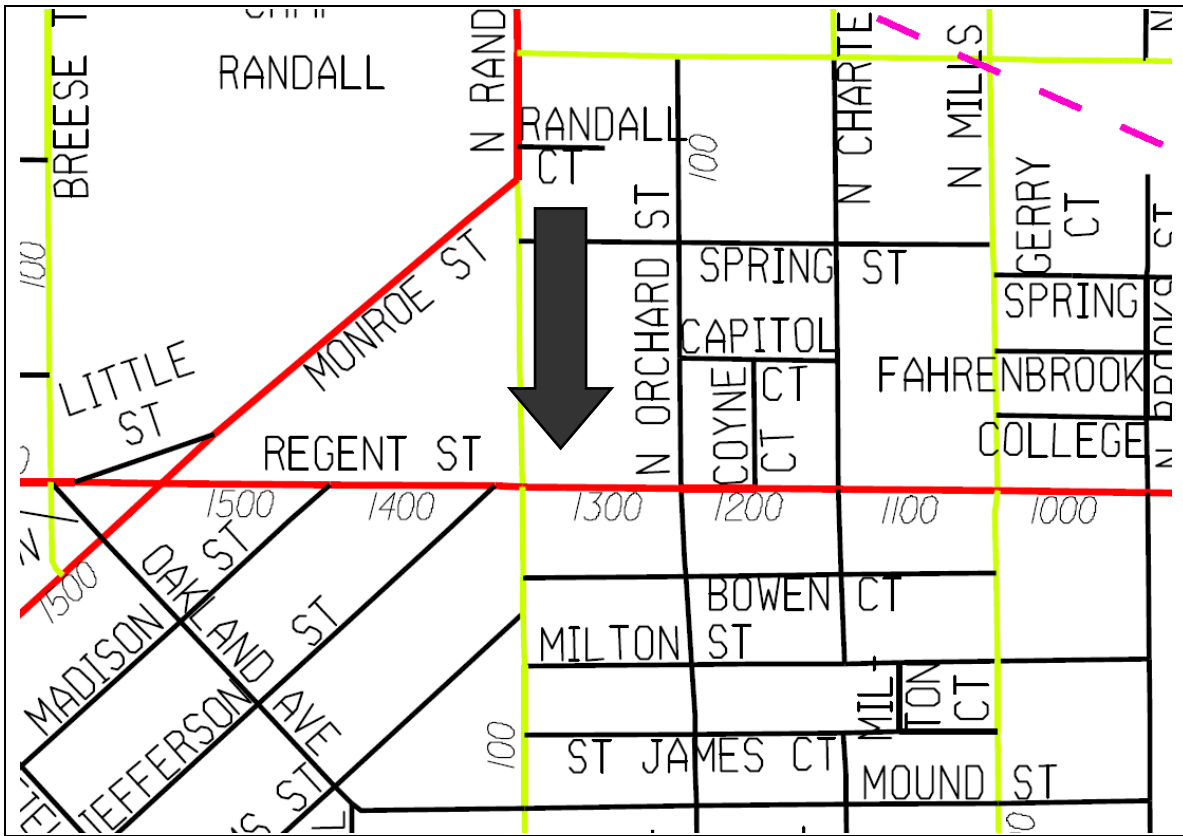 BREESE T
RANDALL
N RAND
RANDALL
CT
100
N CHARTE
N MILLS
GERRY
CT
100
MONROE ST
N ORCHARD ST
SPRING ST
SPRING
N BROOKS ST
LITTLE
ST
CAPITOL
CT
COYNE
CT
FAHRENBROOK
COLLEGE
REGENT ST
1500
1400
1300
1200
1100
1000
1500
OAKLAND AVE
MADISON ST
JEFFERSON ST
BOWEN CT
MILTON ST
MIL-
TON
CT
100
ST JAMES CT
MOUND ST